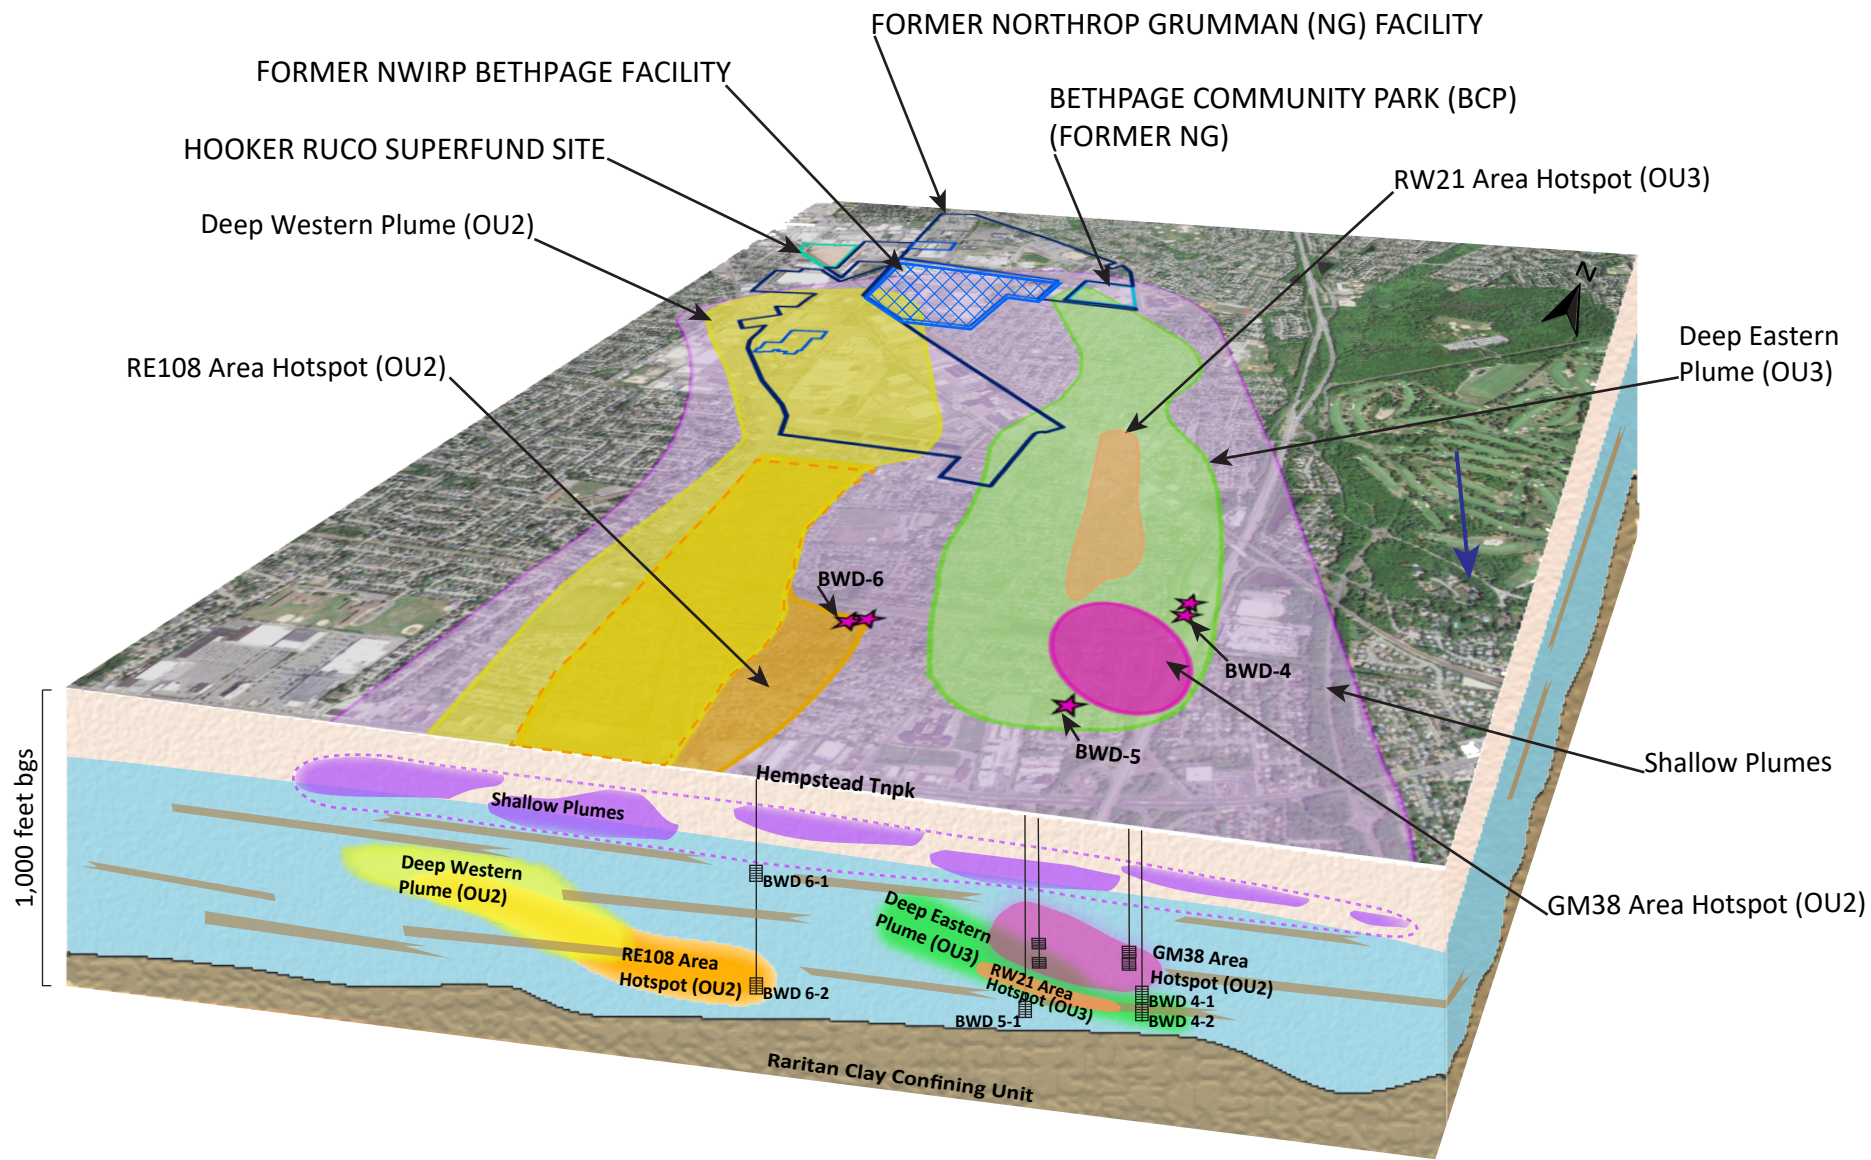 FORMER NORTHROP GRUMMAN (NG) FACILITY
FORMER NWIRP BETHPAGE FACILITY
BETHPAGE COMMUNITY PARK (BCP)
(FORMER NG)
HOOKER RUCO SUPERFUND SITE
RW21 Area Hotspot (OU3)
Deep Western Plume (OU2)
N
Deep Eastern
Plume (OU3)
RE108 Area Hotspot (OU2)
BWD-6
BWD-4
BWD-5
Shallow Plumes
Hempstead Tnpk
Shallow Plumes
1,000 feet bgs
Deep Western
Plume (OU2)
BWD 6-1
GM38 Area Hotspot (OU2)
Deep Eastern
Plume (OU3)
RE108 Area
Hotspot (OU2)
BWD 6-2
GM38 Area
Hotspot (OU2)
RW21 Area
Hotspot (OU3)
BWD 4-1
BWD 4-2
BWD 5-1
Raritan Clay Confining Unit